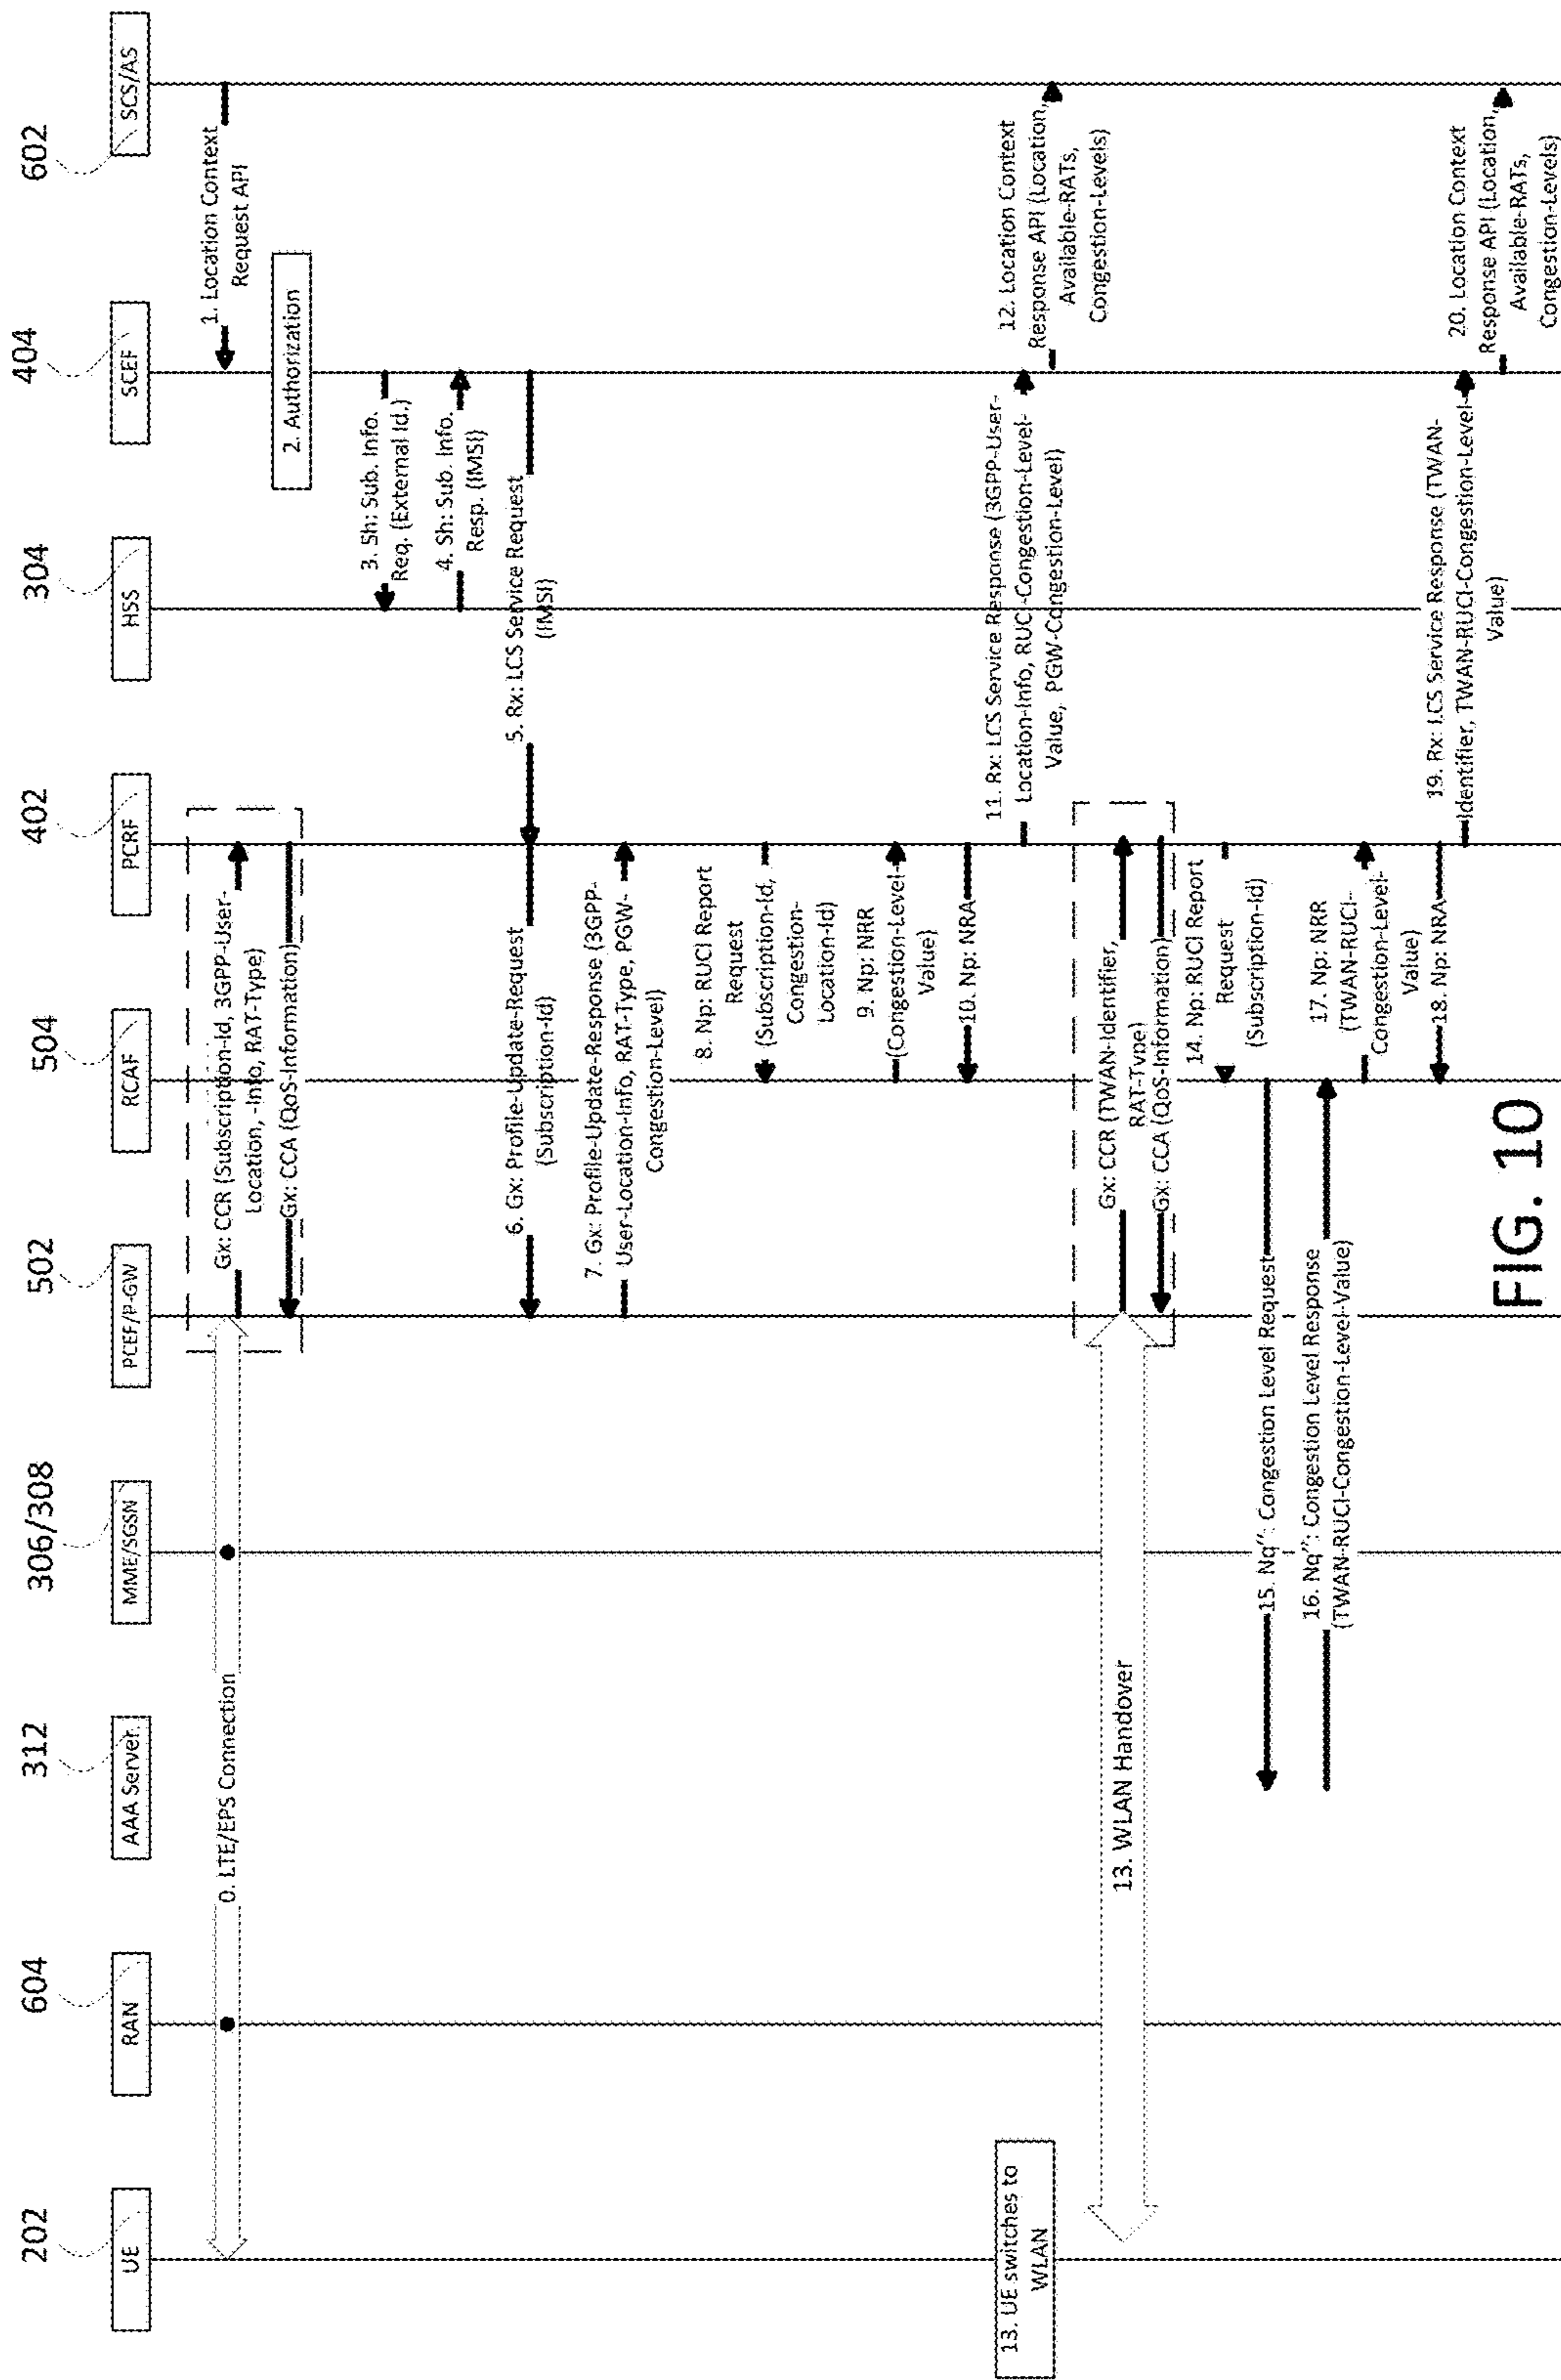 202
604
312
306/308
502
504
402
304
404
602
UE
RAN
AAA Server
MME/SGSN
PCEF/P-GW
RCAF
PCRF
HSS
SCEF
SCS/AS
0. LTE/EPS Connection
Gx: CCR (Subscription-Id, 3GPP-User-
Location, -Info, RAT-Type)
Gx: CCA (QoS-Information)
1. Location Context
Request API
2. Authorization
3. Sh: Sub. Info.
Req. (External Id.)
4. Sh: Sub. Info.
Resp. (IMSI)
5. Rx: LCS Service Request
(IMSI)
6. Gx: Profile-Update-Request
(Subscription-Id)
7. Gx: Profile-Update-Response (3GPP-
User-Location-Info, RAT-Type, PGW-
Congestion-Level)
8. Np: RUCI Report
Request
(Subscription-Id,
Congestion-
Location-Id)
9. Np: NRR
(Congestion-Level-
Value)
10. Np: NRA
11. Rx: LCS Service Response (3GPP-User-
Location-Info, RUCI-Congestion-Level-
Value, PGW-Congestion-Level)
12. Location Context
Response API (Location,
Available-RATs,
Congestion-Levels)
13. UE switches to
WLAN
13. WLAN Handover
Gx: CCR (TWAN-Identifier,
RAT-Type)
Gx: CCA (QoS-Information)
14. Np: RUCI Report
Request
(Subscription-Id)
15. Nq'': Congestion Level Request
16. Nq'': Congestion Level Response
(TWAN-RUCI-Congestion-Level-Value)
17. Np: NRR
(TWAN-RUCI-
Congestion-Level-
Value)
18. Np: NRA
19. Rx: LCS Service Response (TWAN-
Identifier, TWAN-RUCI-Congestion-Level-
Value)
20. Location Context
Response API (Location,
Available-RATs,
Congestion-Levels)
FIG. 10